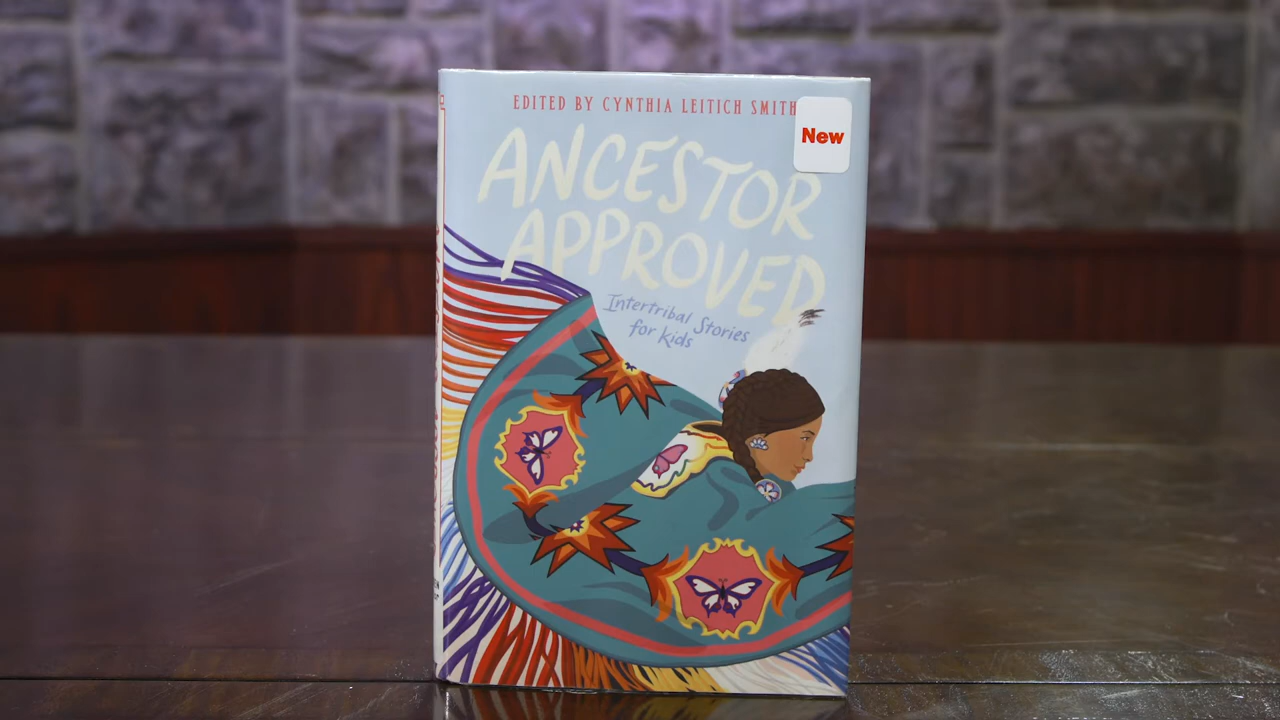 EDITED BY CYNTHIA LEITICH SMITH
New
ANCESTOR
APPROVED
Intertribal Stories
for Kids